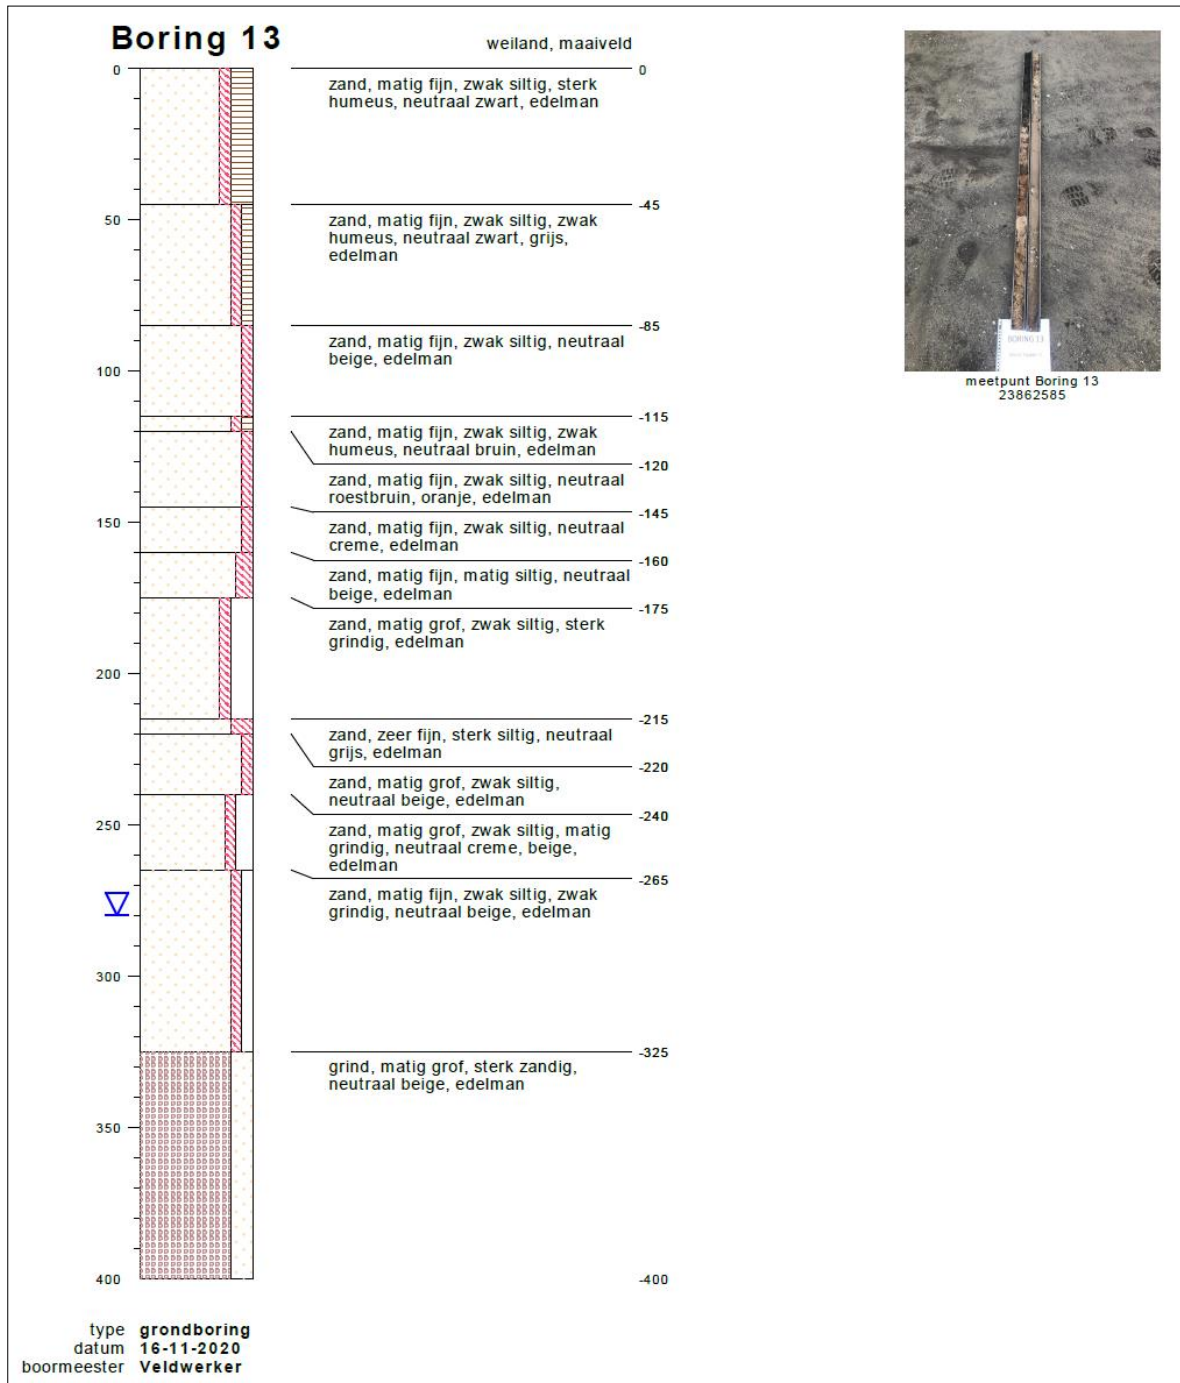 Boring 13
weiland, maaiveld
0
0
zand, matig fijn, zwak siltig, sterk
humeus, neutraal zwart, edelman
-45
50
zand, matig fijn, zwak siltig, zwak
humeus, neutraal zwart, grijs,
edelman
-85
zand, matig fijn, zwak siltig, neutraal
beige, edelman
100
-115
zand, matig fijn, zwak siltig, zwak
humeus, neutraal bruin, edelman
-120
zand, matig fijn, zwak siltig, neutraal
roestbruin, oranje, edelman
-145
150
zand, matig fijn, zwak siltig, neutraal
creme, edelman
-160
zand, matig fijn, matig siltig, neutraal
beige, edelman
-175
zand, matig grof, zwak siltig, sterk
grindig, edelman
200
-215
zand, zeer fijn, sterk siltig, neutraal
grijs, edelman
-220
zand, matig grof, zwak siltig,
neutraal beige, edelman
-240
250
zand, matig grof, zwak siltig, matig
grindig, neutraal creme, beige,
edelman
-265
zand, matig fijn, zwak siltig, zwak
grindig, neutraal beige, edelman
300
-325
grind, matig grof, sterk zandig,
neutraal beige, edelman
350
400
-400
BORING 13
meetpunt Boring 13
23862585
type grondboring
datum 16-11-2020
boormeester Veldwerker